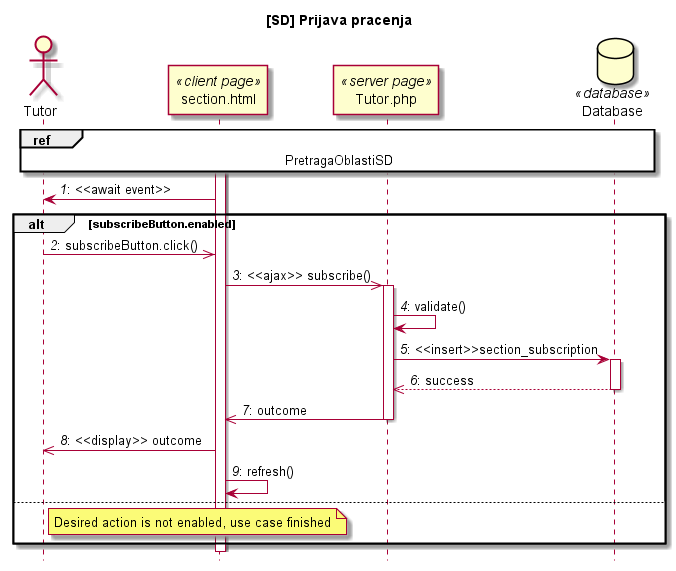 [SD] Prijava pracenja
Tutor
«client page»
section.html
«server page»
Tutor.php
«database»
Database
ref
PretragaOblastiSD
1: <<await event>>
alt [subscribeButton.enabled]
2: subscribeButton.click()
3: <<ajax>> subscribe()
4: validate()
5: <<insert>>section_subscription
6: success
7: outcome
8: <<display>> outcome
9: refresh()
Desired action is not enabled, use case finished